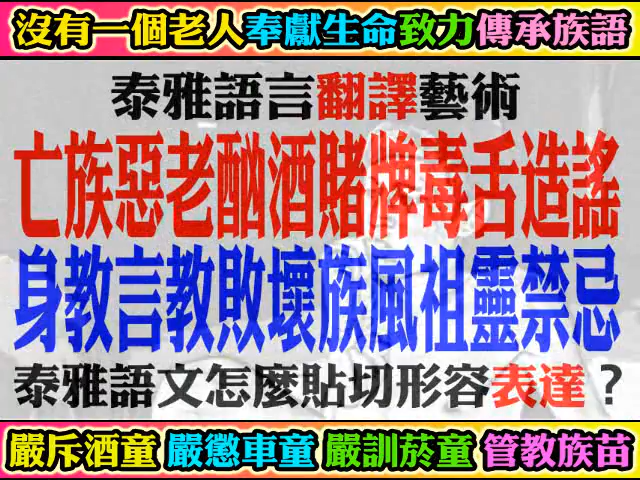 沒有一個老人奉獻生命致力傳承族語
泰雅語言翻譯藝術
亡族惡老酗酒賭牌毒舌造謠
身教言教敗壞族風祖靈禁忌
泰雅語文怎麼貼切形容表達？
嚴斥酒童 嚴懲車童 嚴訓菸童 管教族苗